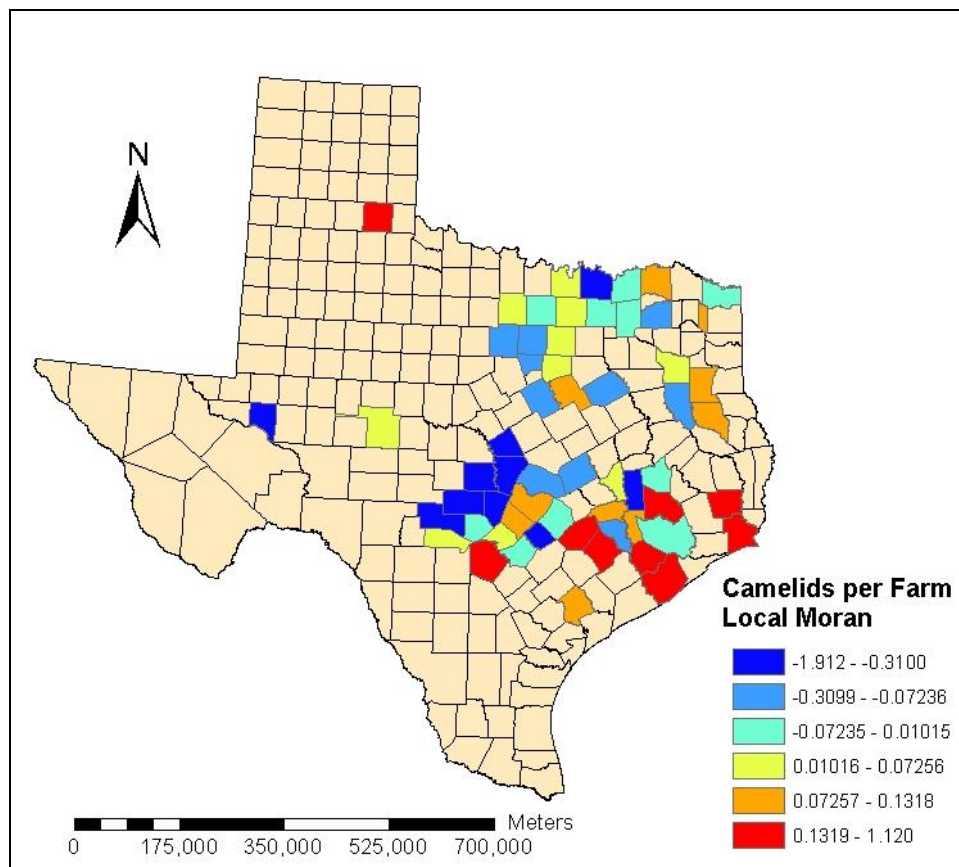 N
Camelids per Farm
Local Moran
-1.912 - -0.3100
-0.3099 - -0.07236
-0.07235 - 0.01015
0.01016 - 0.07256
0.07257 - 0.1318
0.1319 - 1.120
Meters
0 175,000 350,000 525,000 700,000